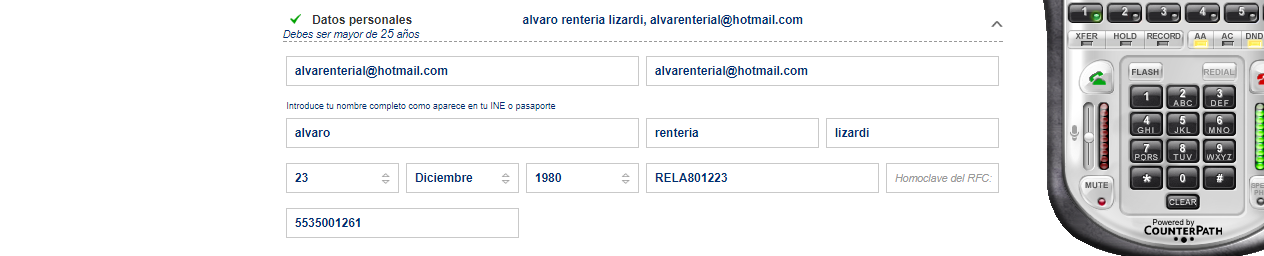 Datos personales
alvaro renteria lizardi, alvarenterial@hotmail.com
Debes ser mayor de 25 años
alvarenterial@hotmail.com
alvarenterial@hotmail.com
Introduce tu nombre completo como aparece en tu INE o pasaporte
alvaro
renteria
lizardi
23
Diciembre
1980
RELA801223
Homoclave del RFC:
5535001261
1 2 3 4 5
XFER HOLD RECORD AA AC DND
FLASH REDIAL
1 2 ABC 3 DEF
4 GHI 5 JKL 6 MNO
7 PQRS 8 TUV 9 WXYZ
* 0 #
MUTE
CLEAR
Powered by
COUNTERPATH